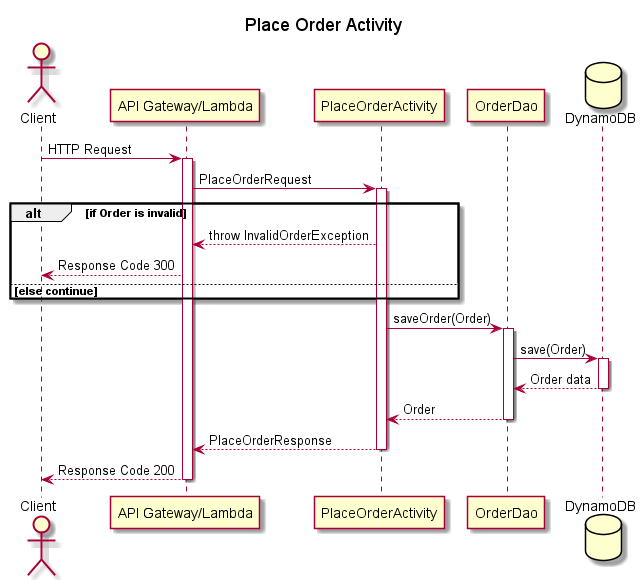 Place Order Activity
Client
API Gateway/Lambda
PlaceOrderActivity
OrderDao
DynamoDB
HTTP Request
PlaceOrderRequest
alt [if Order is invalid]
throw InvalidOrderException
Response Code 300
[else continue]
saveOrder(Order)
save(Order)
Order data
Order
PlaceOrderResponse
Response Code 200
Client
API Gateway/Lambda
PlaceOrderActivity
OrderDao
DynamoDB